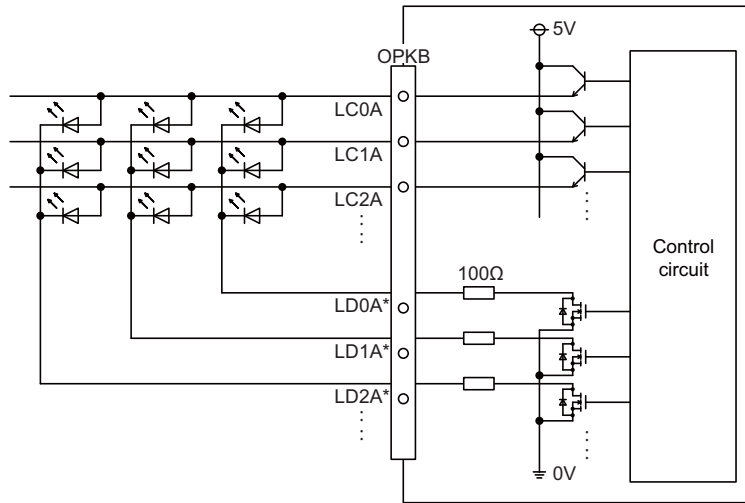 5V
OPKB
LC0A
LC1A
LC2A
Control
circuit
100Ω
LD0A*
LD1A*
LD2A*
0V